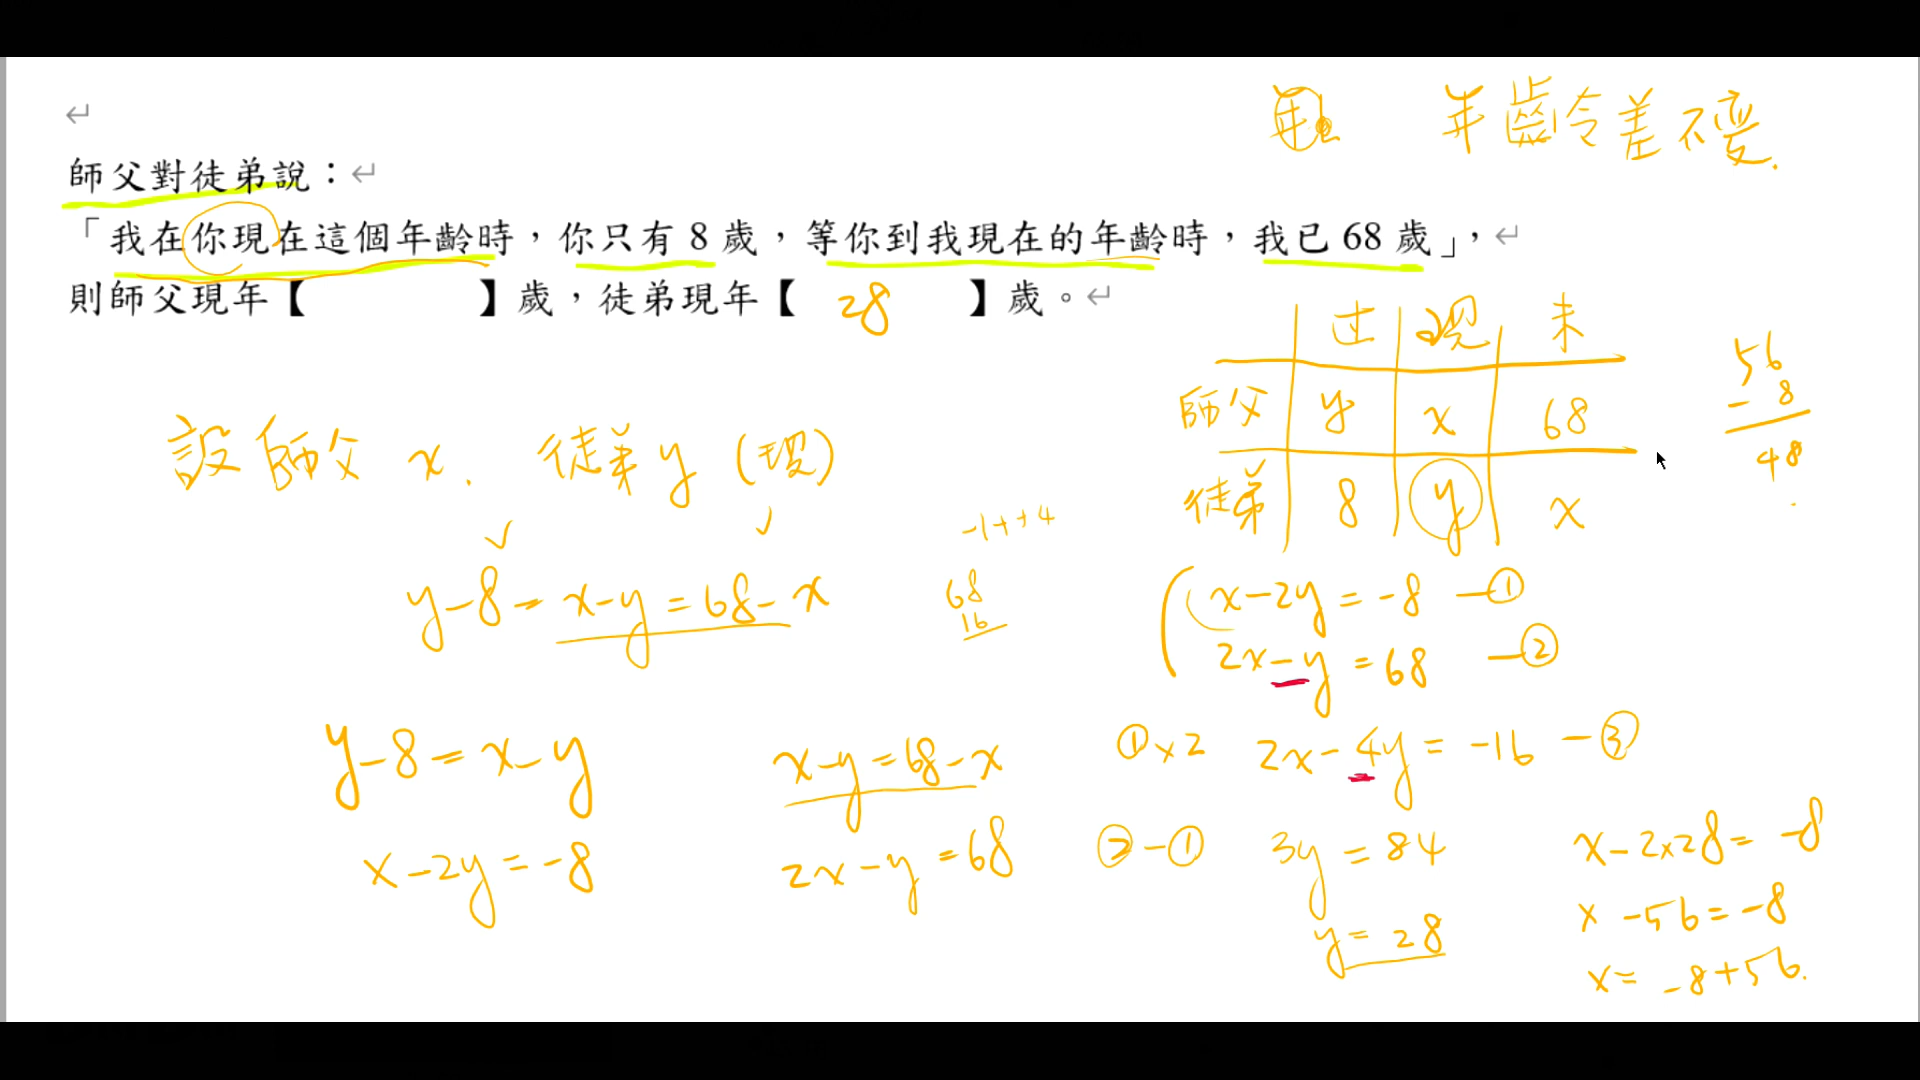 師父對徒弟說：
「我在你現在這個年齡時，你只有 8 歲，等你到我現在的年齡時，我已 68 歲」，
則師父現年【 】歲，徒弟現年【 28 】歲。
年齡差不變.
過 現 未
師父 y x 68
徒弟 8 y x
56
- 8
48
設師父 x. 徒弟 y (現)
y-8 = x-y = 68-x
68
16
x-2y = -8 —①
2x-y = 68 —②
y-8 = x-y
x-y = 68-x
①x2 2x-4y = -16 —③
x-2y = -8
2x-y = 68
②-① 3y = 84
y = 28
x-2x28 = -8
x-56 = -8
x = -8+56.